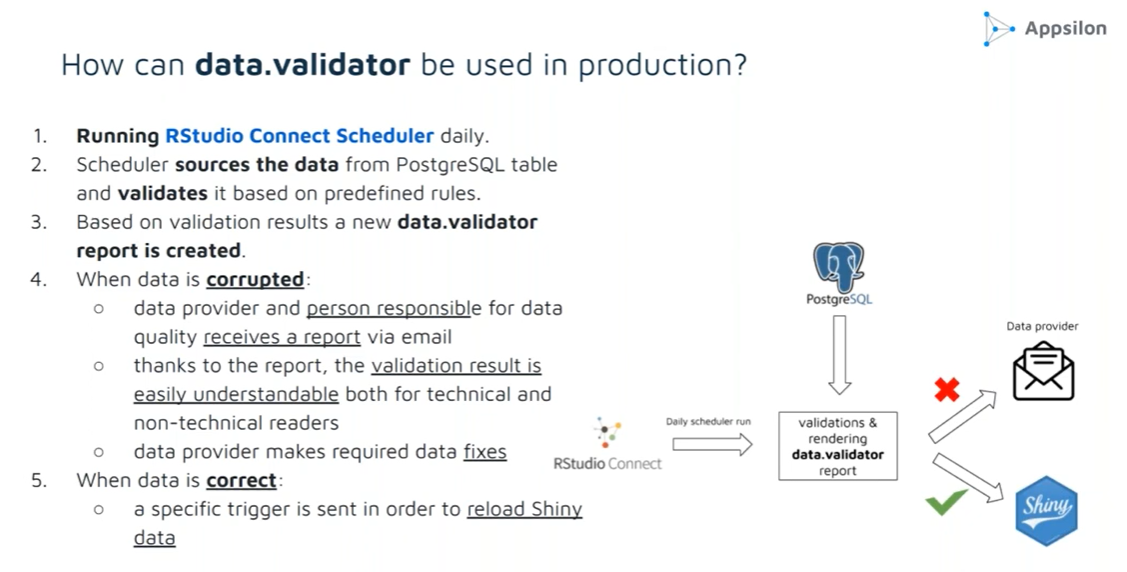 Appsilon
How can data.validator be used in production?
1. Running RStudio Connect Scheduler daily.
2. Scheduler sources the data from PostgreSQL table
and validates it based on predefined rules.
3. Based on validation results a new data.validator
report is created.
4. When data is corrupted:
○ data provider and person responsible for data
quality receives a report via email
○ thanks to the report, the validation result is
easily understandable both for technical and
non-technical readers
○ data provider makes required data fixes
5. When data is correct:
○ a specific trigger is sent in order to reload Shiny
data
PostgreSQL
Data provider
Daily scheduler run
RStudio Connect
validations &
rendering
data.validator
report
Shiny